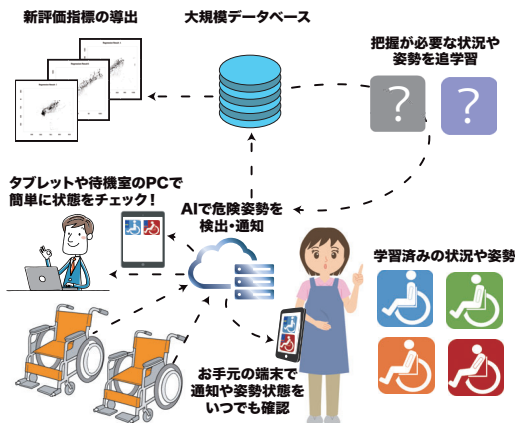 新評価指標の導出
大規模データベース
把握が必要な状況や
姿勢を追学習
?
?
タブレットや待機室のPCで
簡単に状態をチェック！
AIで危険姿勢を
検出・通知
学習済みの状況や姿勢
お手元の端末で
通知や姿勢状態を
いつでも確認